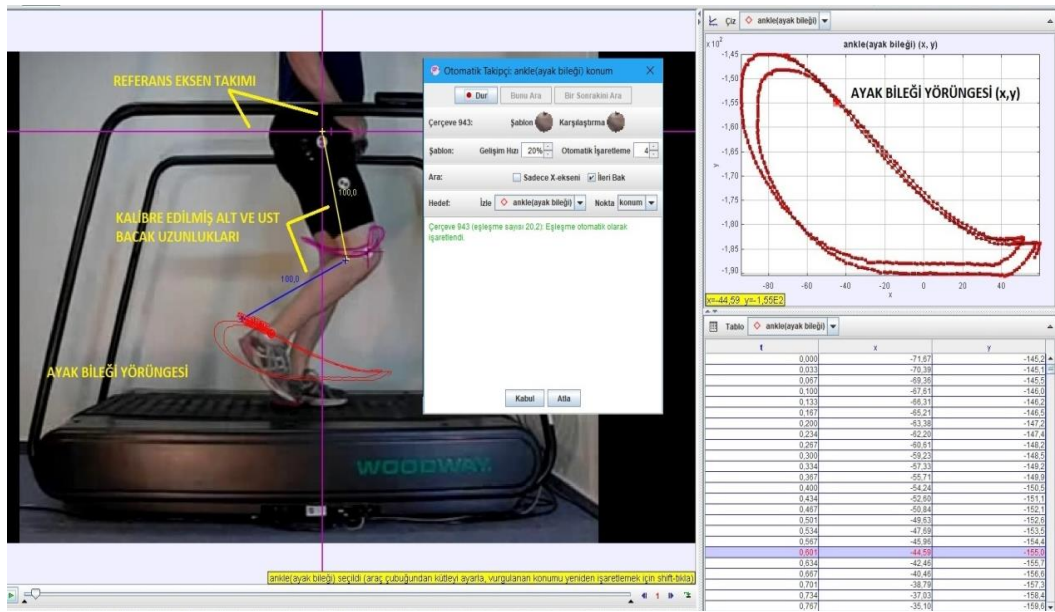 REFERANS EKSEN TAKIMI
KALİBRE EDİLMİŞ ALT VE UST
BACAK UZUNLUKLARI
AYAK BİLEĞİ YÖRÜNGESİ
100,0
100,0
WOODWAY
ankle(ayak bileği) seçildi (araç çubuğundan kütleyi ayarla, vurgulanan konumu yeniden işaretlemek için shift-tıkla)
1
Otomatik Takipçi: ankle(ayak bileği) konum
Dur Bunu Ara Bir Sonrakini Ara
Çerçeve 943: Şablon Karşılaştırma
Şablon: Gelişim Hızı 20% Otomatik İşaretleme 4
Ara: Sadece X-ekseni İleri Bak
Hedef: İzle ankle(ayak bileği) Nokta konum
Çerçeve 943 (eşleşme sayısı 20,2): Eşleşme otomatik olarak
işaretlendi.
Kabul Atla
Çiz ankle(ayak bileği)
x 10²
ankle(ayak bileği) (x, y)
AYAK BİLEĞİ YÖRÜNGESİ (x,y)
-1,45
-1,50
-1,55
-1,60
-1,65
-1,70
-1,75
-1,80
-1,85
-1,90
y
-80 -60 -40 -20 0 20 40
x
x=-44,59 y=-1,55E2
Tablo ankle(ayak bileği)
t x y
0,000 -71,67 -145,2
0,033 -70,39 -145,1
0,067 -69,36 -145,5
0,100 -67,61 -146,0
0,133 -66,31 -146,2
0,167 -65,21 -146,5
0,200 -63,38 -147,2
0,234 -62,20 -147,4
0,267 -60,61 -148,2
0,300 -59,23 -148,5
0,334 -57,33 -149,2
0,367 -55,71 -149,9
0,400 -54,24 -150,5
0,434 -52,60 -151,1
0,467 -50,84 -152,1
0,501 -49,63 -152,6
0,534 -47,69 -153,5
0,567 -45,96 -154,4
0,601 -44,59 -155,0
0,634 -42,46 -155,7
0,667 -40,46 -156,6
0,701 -38,79 -157,3
0,734 -37,03 -158,4
0,767 -35,10 -159,6